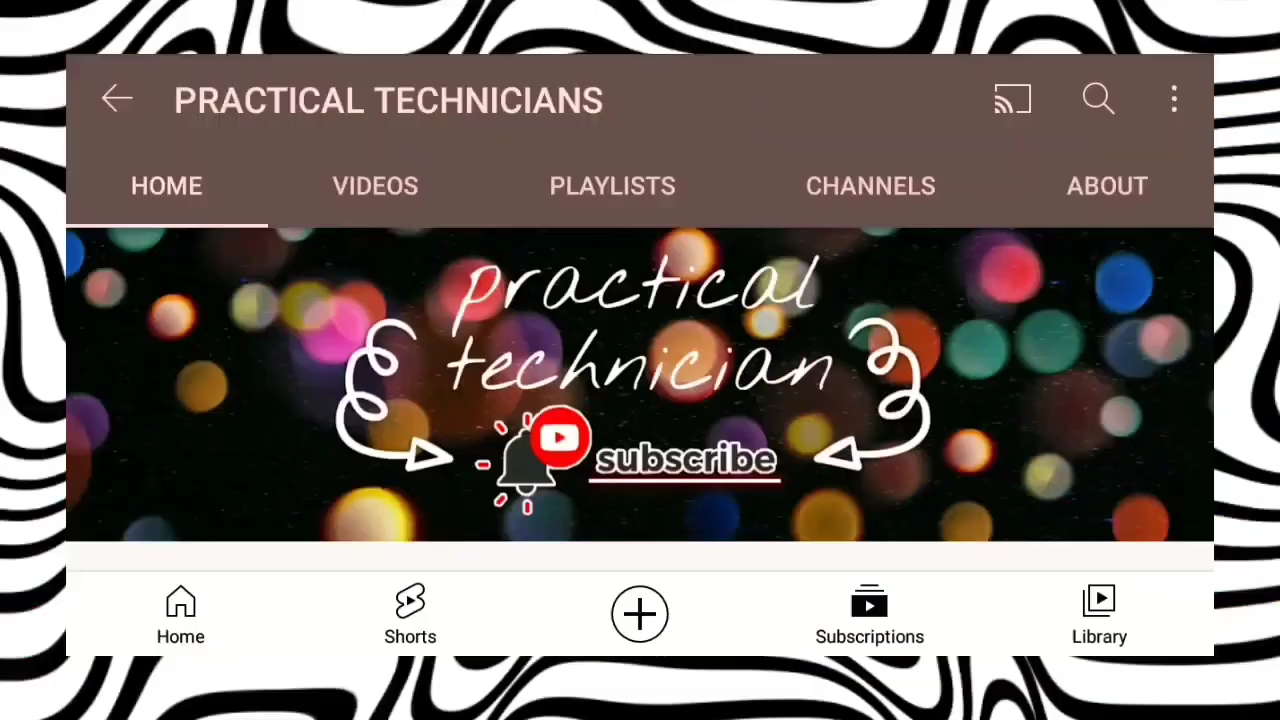 PRACTICAL TECHNICIANS
HOME VIDEOS PLAYLISTS CHANNELS ABOUT
practical
technician
subscribe
Home Shorts Subscriptions Library